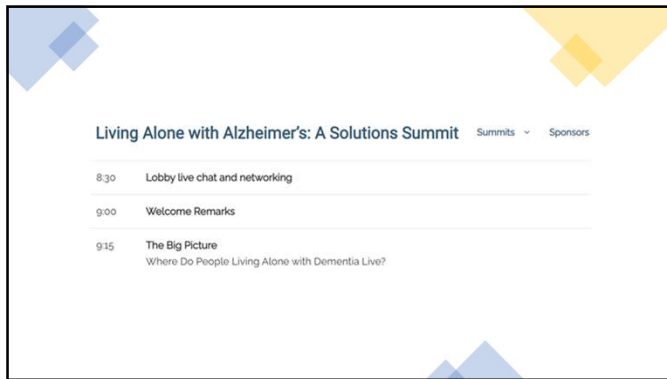 Living Alone with Alzheimer's: A Solutions Summit Summits Sponsors
8:30 Lobby live chat and networking
9:00 Welcome Remarks
9:15 The Big Picture
Where Do People Living Alone with Dementia Live?